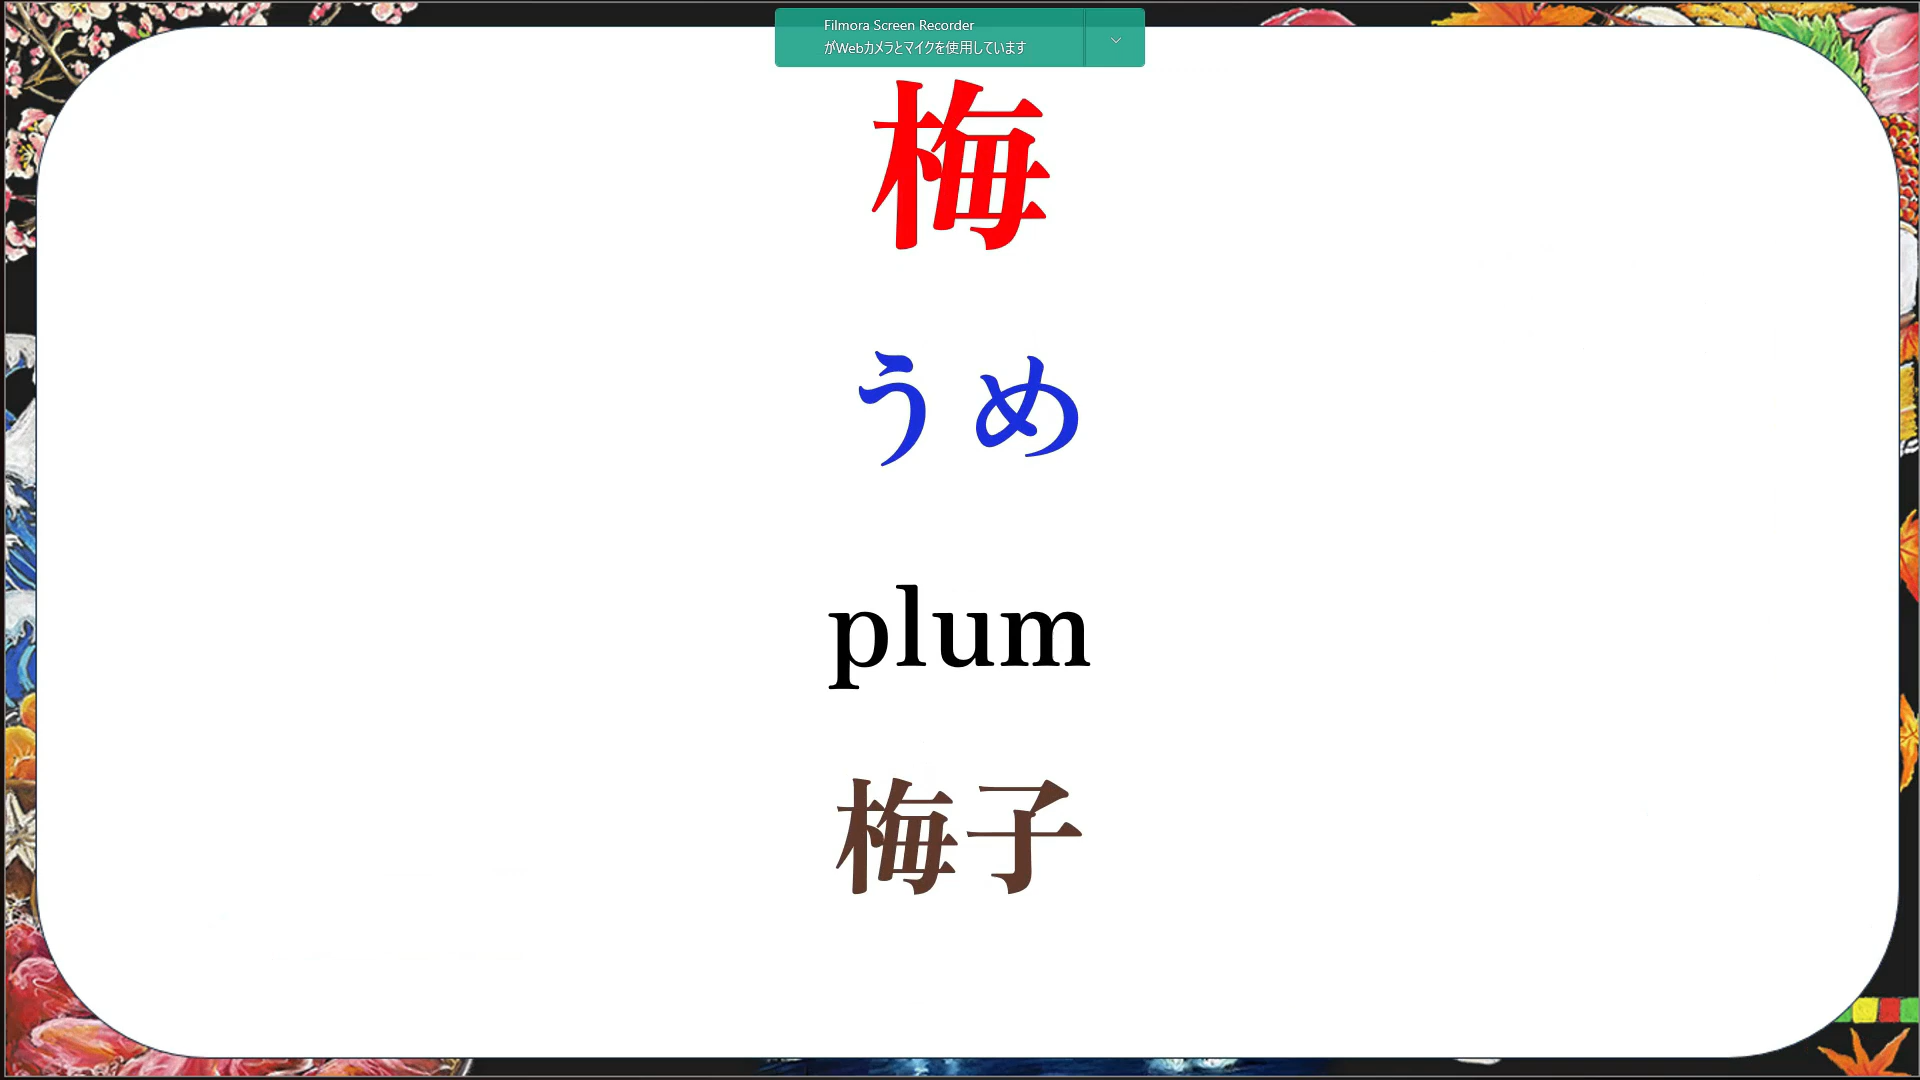 Filmora Screen Recorder
がWebカメラとマイクを使用しています
梅
うめ
plum
梅子